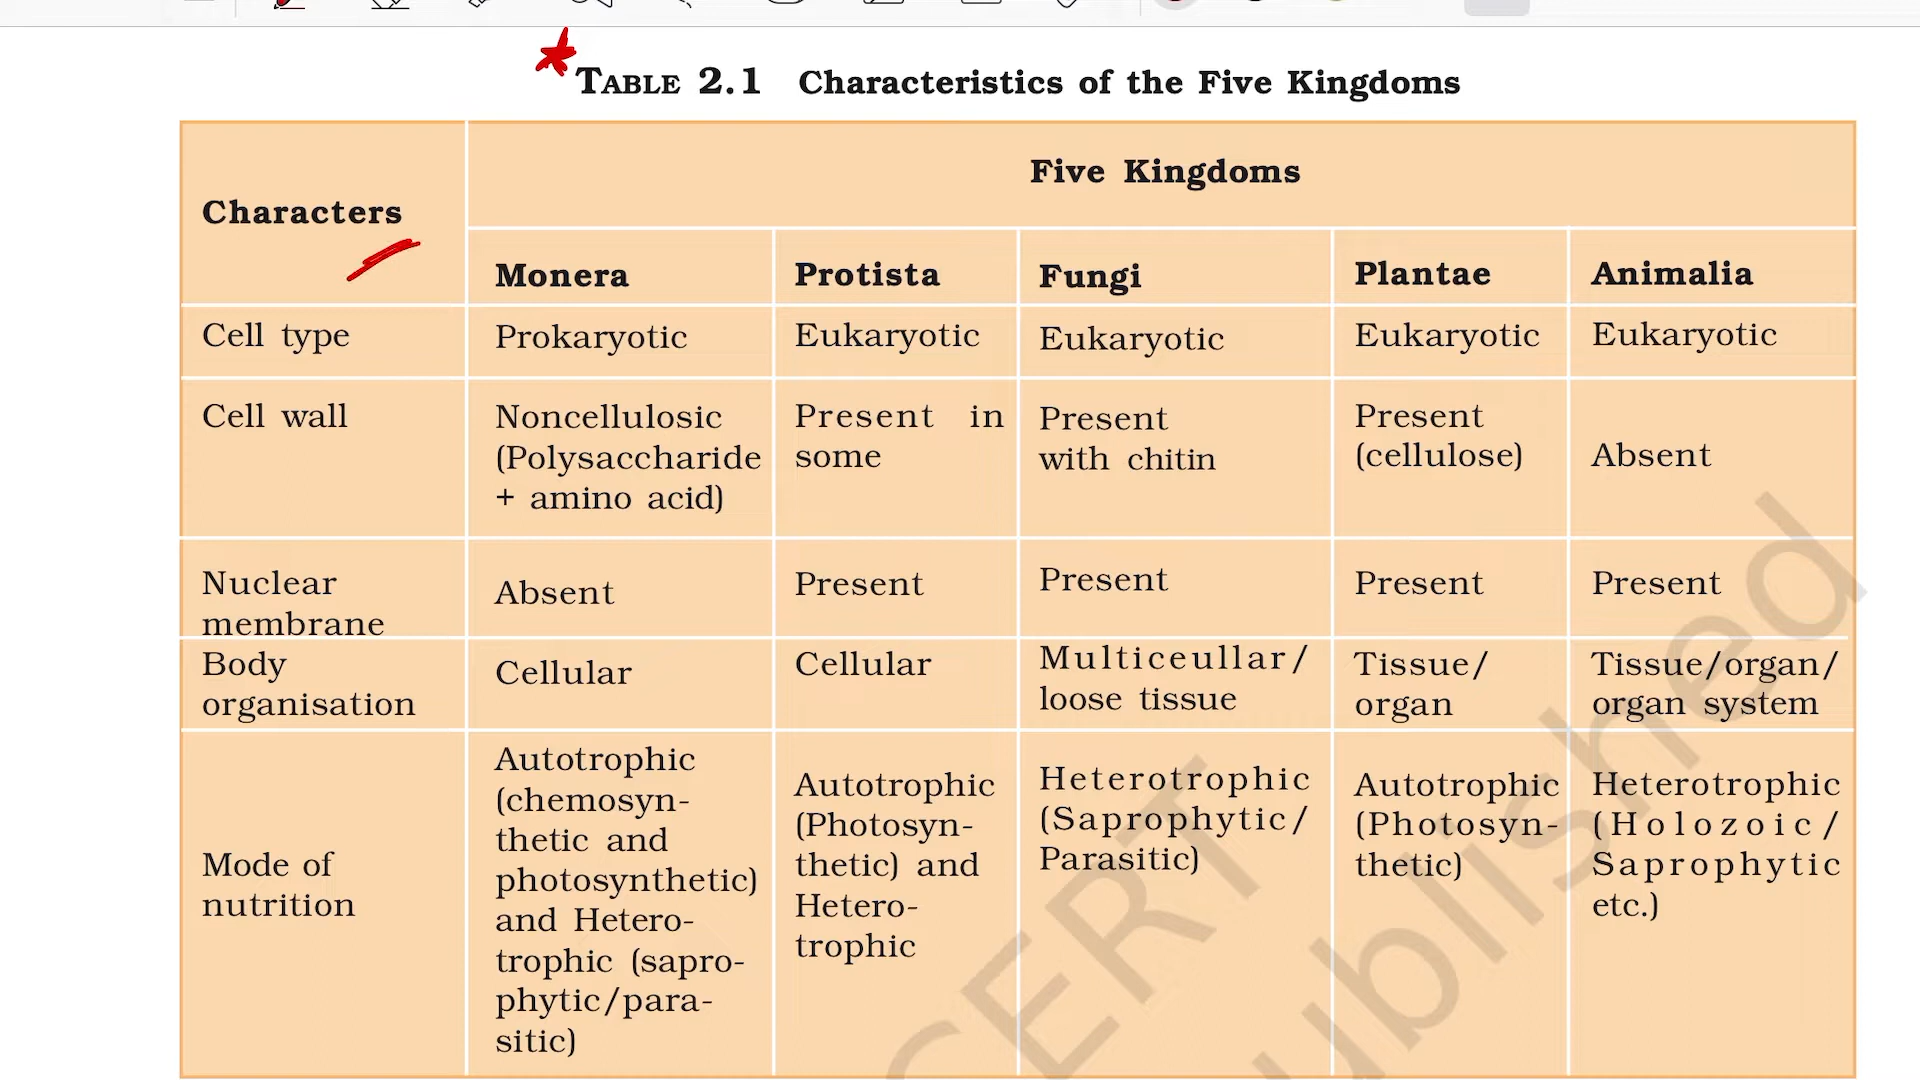 TABLE 2.1 Characteristics of the Five Kingdoms
Characters
Five Kingdoms
Monera
Protista
Fungi
Plantae
Animalia
Cell type
Prokaryotic
Eukaryotic
Eukaryotic
Eukaryotic
Eukaryotic
Cell wall
Noncellulosic
(Polysaccharide
+ amino acid)
Present in
some
Present
with chitin
Present
(cellulose)
Absent
Nuclear
membrane
Absent
Present
Present
Present
Present
Body
organisation
Cellular
Cellular
Multiceullar/
loose tissue
Tissue/
organ
Tissue/organ/
organ system
Mode of
nutrition
Autotrophic
(chemosyn-
thetic and
photosynthetic)
and Hetero-
trophic (sapro-
phytic/para-
sitic)
Autotrophic
(Photosyn-
thetic) and
Hetero-
trophic
Heterotrophic
(Saprophytic/
Parasitic)
Autotrophic
(Photosyn-
thetic)
Heterotrophic
(Holozoic/
Saprophytic
etc.)